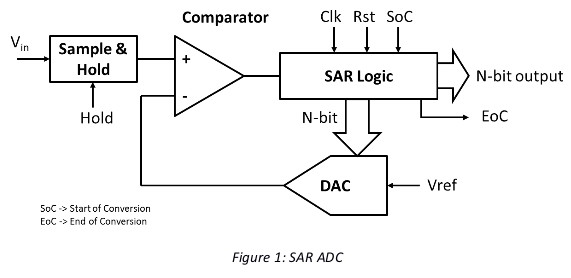 Comparator
Clk Rst SoC
Vin
Sample &
Hold
+
-
SAR Logic
N-bit output
Hold
N-bit
EoC
DAC
Vref
SoC -> Start of Conversion
EoC -> End of Conversion
Figure 1: SAR ADC